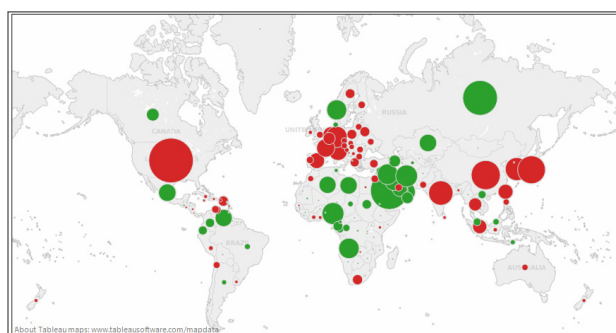 RUSSIA
CANADA
UNITED
BRAZIL
AUSTRALIA
About Tableau maps: www.tableausoftware.com/mapdata